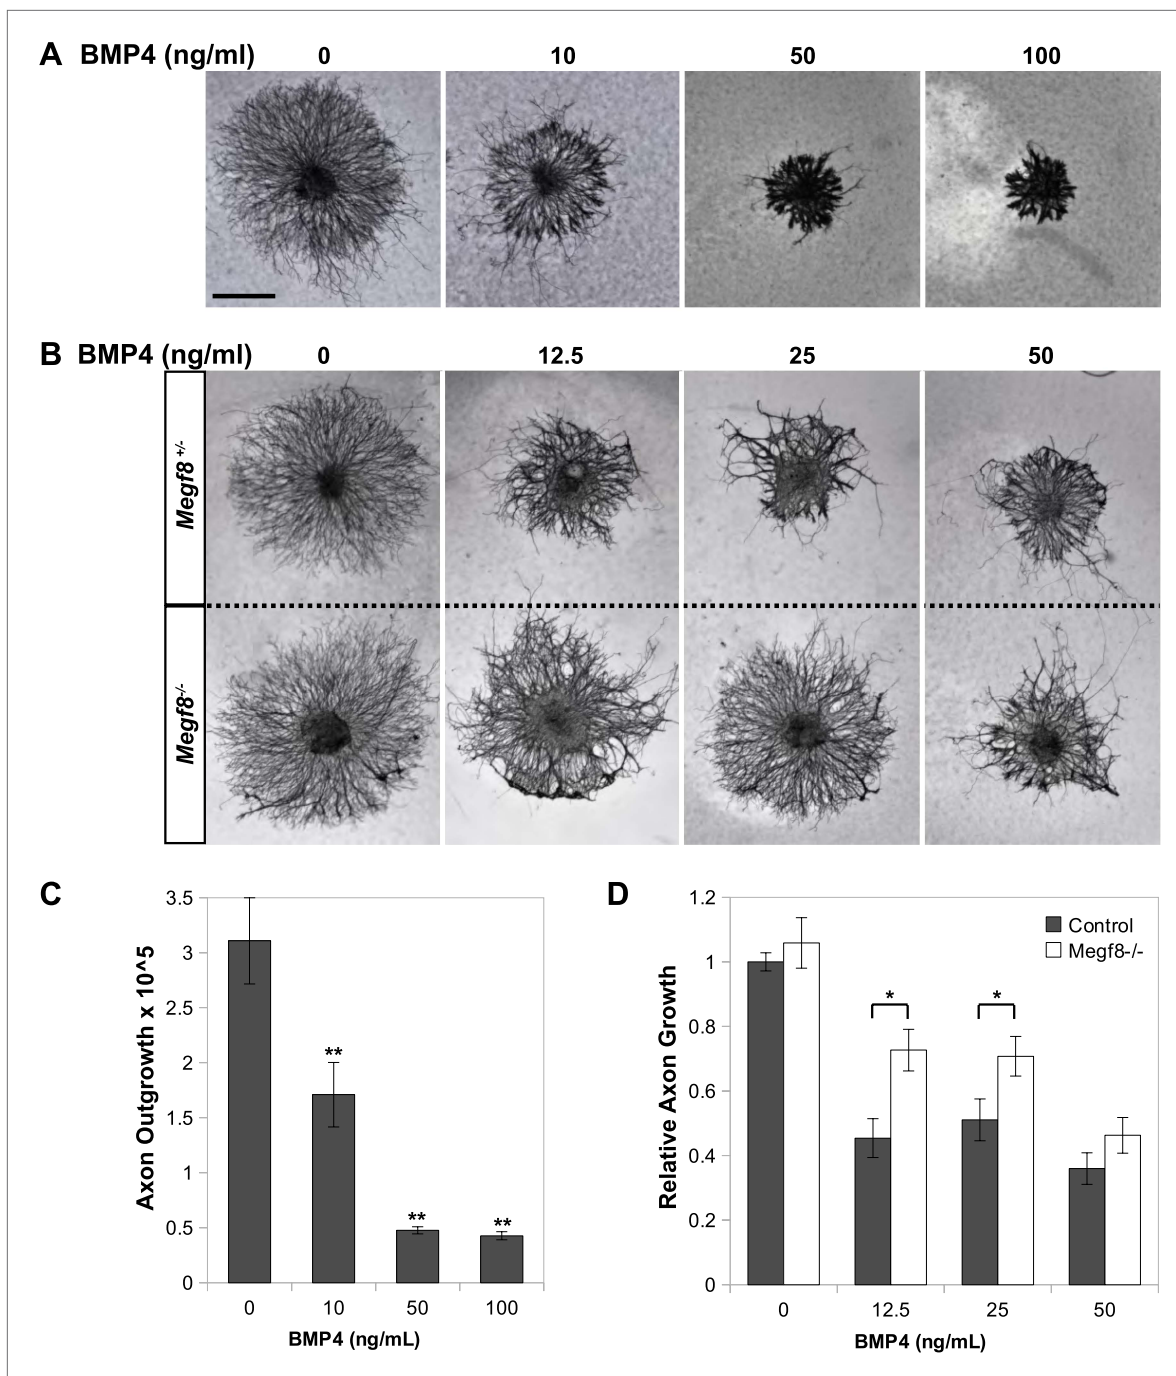 A BMP4 (ng/ml) 0 10 50 100
B BMP4 (ng/ml) 0 12.5 25 50
Megf8 +/-
Megf8-/-
C
3.5
3
2.5
2
1.5
1
0.5
0
Axon Outgrowth x 10^5
**
**
**
0 10 50 100
BMP4 (ng/mL)
D
1.2
1
0.8
0.6
0.4
0.2
0
Relative Axon Growth
Control
Megf8-/-
*
*
0 12.5 25 50
BMP4 (ng/mL)